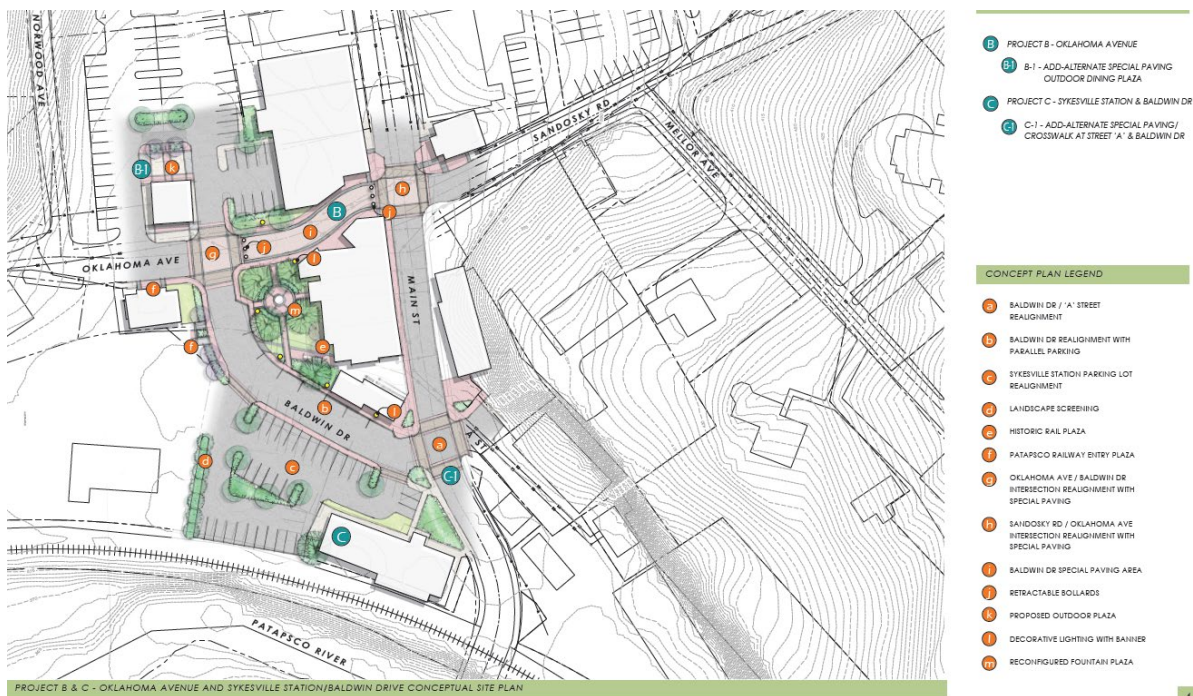 NORWOOD AVE
SANDOSKY RD
MELLOR AVE
B-1
k
h
B
j
i
j
g
l
OKLAHOMA AVE
MAIN ST
f
m
f
e
b
l
BALDWIN DR
a
A ST
d
c
C-1
C
PATAPSCO RIVER
PROJECT B & C - OKLAHOMA AVENUE AND SYKESVILLE STATION/BALDWIN DRIVE CONCEPTUAL SITE PLAN
B PROJECT B - OKLAHOMA AVENUE
B-1 B-1 - ADD-ALTERNATE SPECIAL PAVING
OUTDOOR DINING PLAZA
C PROJECT C - SYKESVILLE STATION & BALDWIN DR
C-1 C-1 - ADD-ALTERNATE SPECIAL PAVING/
CROSSWALK AT STREET 'A' & BALDWIN DR
CONCEPT PLAN LEGEND
a BALDWIN DR / 'A' STREET
REALIGNMENT
b BALDWIN DR REALIGNMENT WITH
PARALLEL PARKING
c SYKESVILLE STATION PARKING LOT
REALIGNMENT
d LANDSCAPE SCREENING
e HISTORIC RAIL PLAZA
f PATAPSCO RAILWAY ENTRY PLAZA
g OKLAHOMA AVE / BALDWIN DR
INTERSECTION REALIGNMENT WITH
SPECIAL PAVING
h SANDOSKY RD / OKLAHOMA AVE
INTERSECTION REALIGNMENT WITH
SPECIAL PAVING
i BALDWIN DR SPECIAL PAVING AREA
j RETRACTABLE BOLLARDS
k PROPOSED OUTDOOR PLAZA
l DECORATIVE LIGHTING WITH BANNER
m RECONFIGURED FOUNTAIN PLAZA